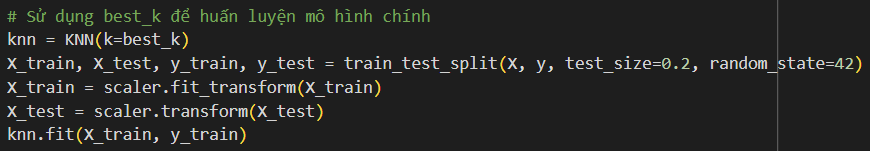 # Sử dụng best_k để huấn luyện mô hình chính
knn = KNN(k=best_k)
X_train, X_test, y_train, y_test = train_test_split(X, y, test_size=0.2, random_state=42)
X_train = scaler.fit_transform(X_train)
X_test = scaler.transform(X_test)
knn.fit(X_train, y_train)